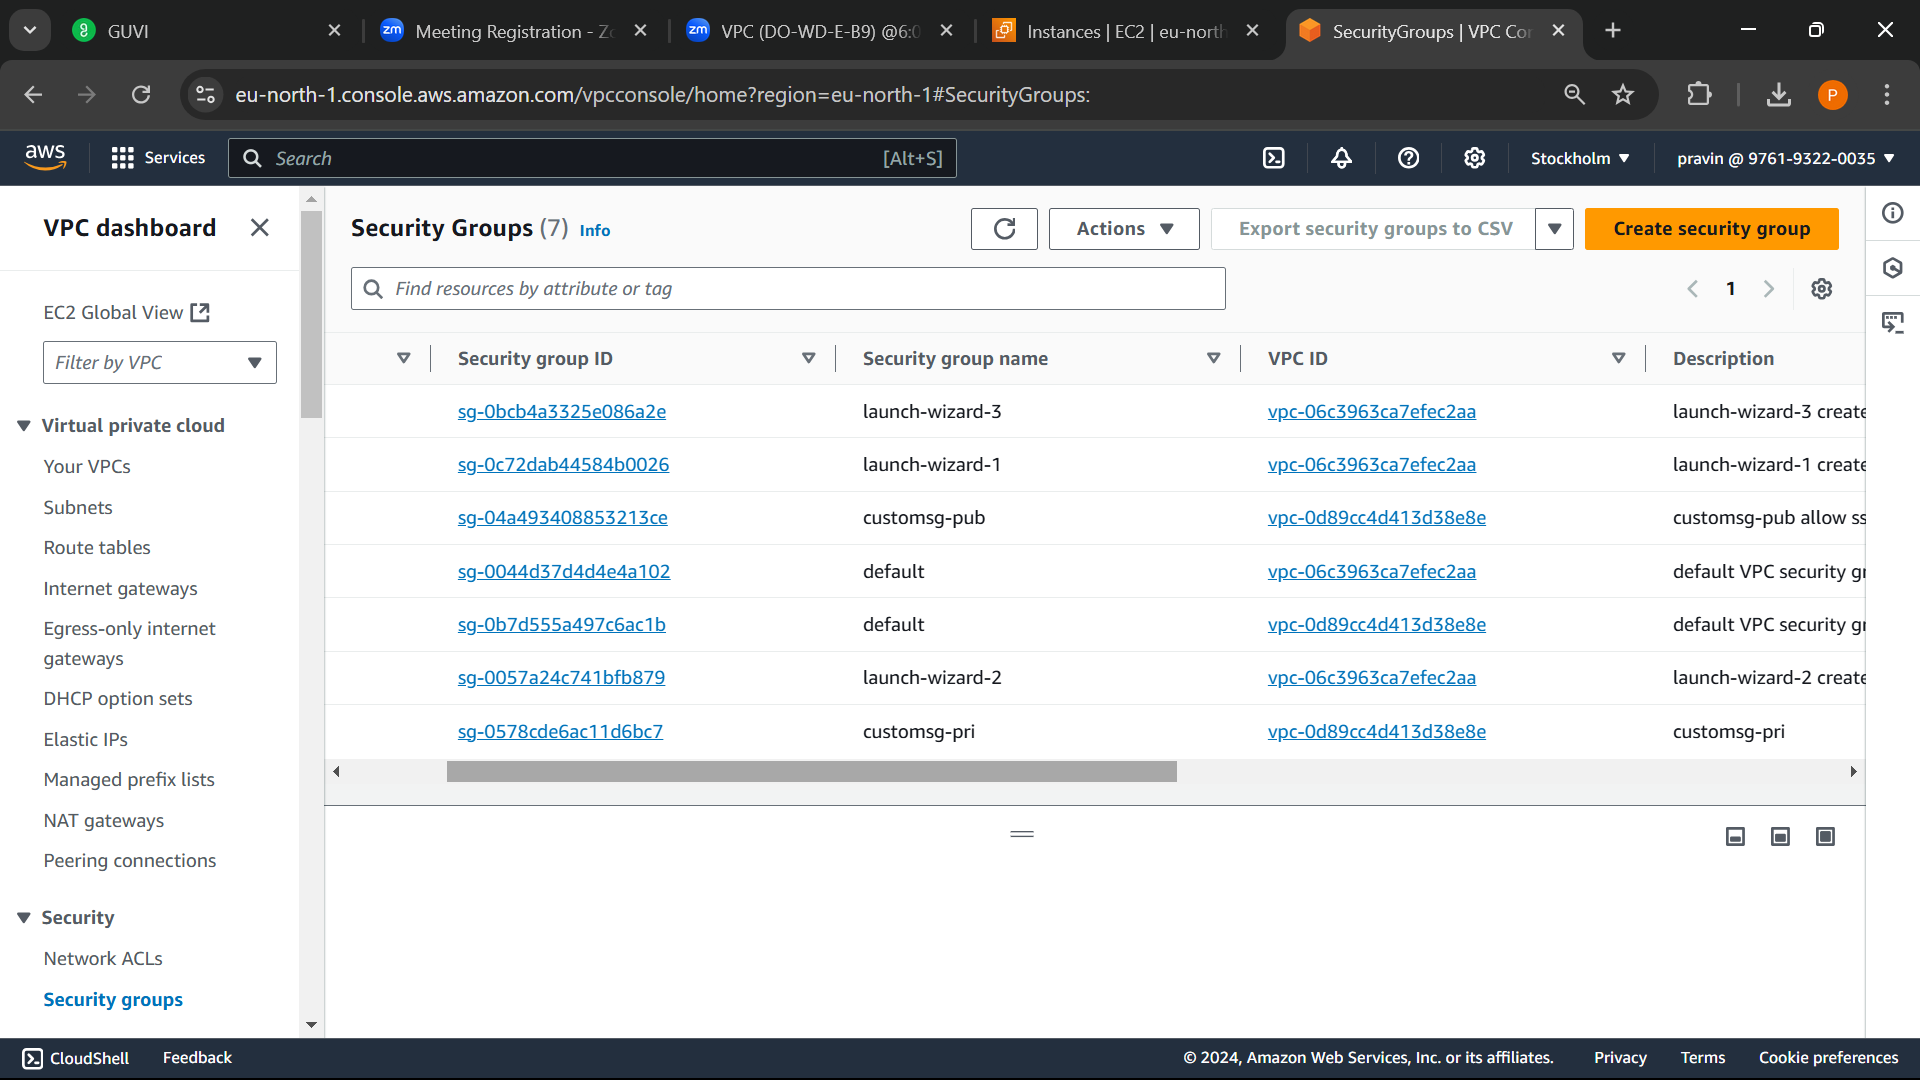 GUVI
Meeting Registration - Zo
VPC (DO-WD-E-B9) @6:0
Instances | EC2 | eu-north
SecurityGroups | VPC Con
eu-north-1.console.aws.amazon.com/vpcconsole/home?region=eu-north-1#SecurityGroups:
P
aws
Services
Search
[Alt+S]
Stockholm
pravin @ 9761-9322-0035
VPC dashboard
EC2 Global View
Filter by VPC
Virtual private cloud
Your VPCs
Subnets
Route tables
Internet gateways
Egress-only internet
gateways
DHCP option sets
Elastic IPs
Managed prefix lists
NAT gateways
Peering connections
Security
Network ACLs
Security groups
Security Groups (7) Info
Actions
Export security groups to CSV
Create security group
Find resources by attribute or tag
1
Security group ID
Security group name
VPC ID
Description
sg-0bcb4a3325e086a2e launch-wizard-3 vpc-06c3963ca7efec2aa launch-wizard-3 create
sg-0c72dab44584b0026 launch-wizard-1 vpc-06c3963ca7efec2aa launch-wizard-1 create
sg-04a493408853213ce customsg-pub vpc-0d89cc4d413d38e8e customsg-pub allow ss
sg-0044d37d4d4e4a102 default vpc-06c3963ca7efec2aa default VPC security gr
sg-0b7d555a497c6ac1b default vpc-0d89cc4d413d38e8e default VPC security gr
sg-0057a24c741bfb879 launch-wizard-2 vpc-06c3963ca7efec2aa launch-wizard-2 create
sg-0578cde6ac11d6bc7 customsg-pri vpc-0d89cc4d413d38e8e customsg-pri
CloudShell
Feedback
© 2024, Amazon Web Services, Inc. or its affiliates.
Privacy
Terms
Cookie preferences